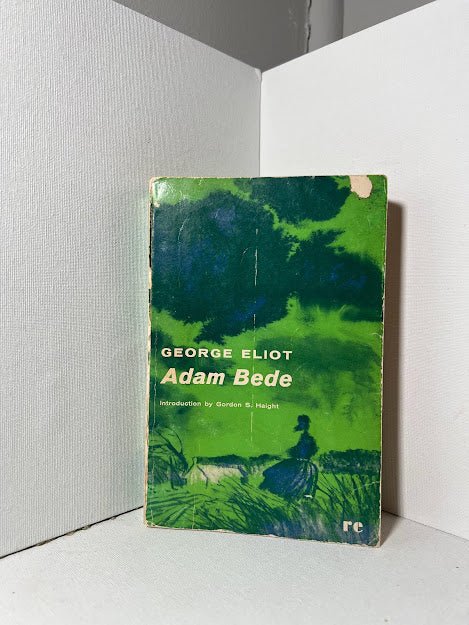 GEORGE ELIOT
Adam Bede
Introduction by Gordon S. Haight
re